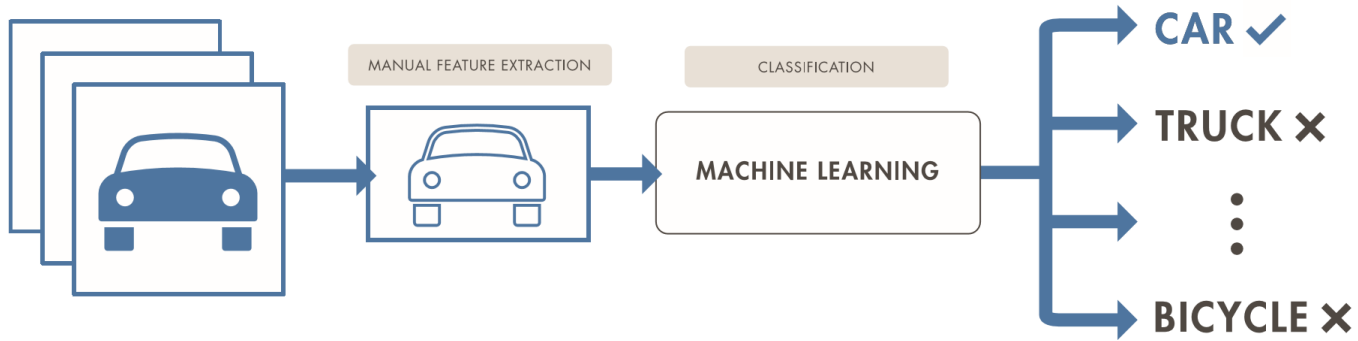 MANUAL FEATURE EXTRACTION
CLASSIFICATION
MACHINE LEARNING
CAR
TRUCK
BICYCLE